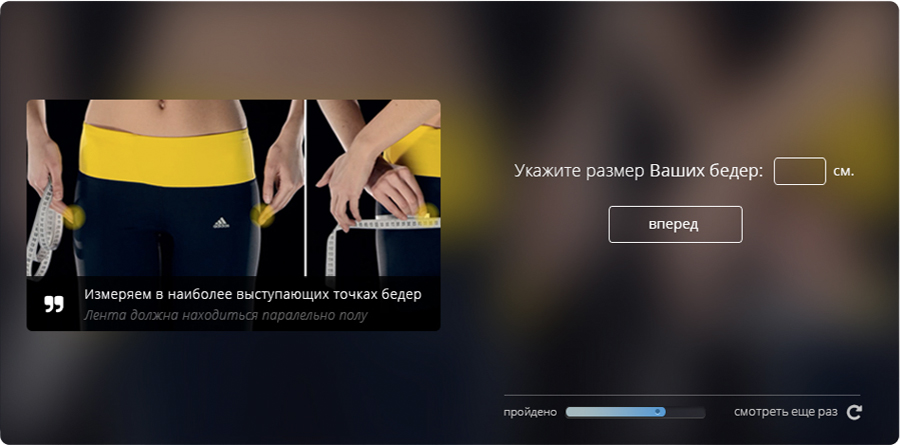 Укажите размер Ваших бедер: см.
вперед
Измеряем в наиболее выступающих точках бедер
Лента должна находиться паралельно полу
пройдено
смотреть еще раз